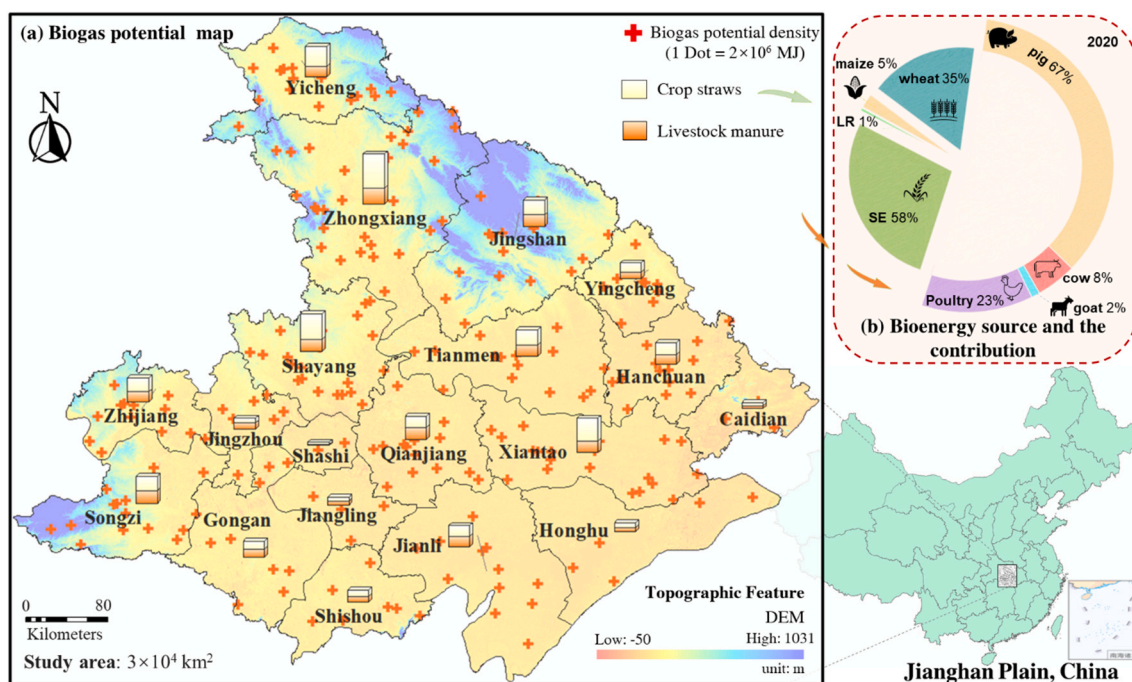 (a) Biogas potential map
Biogas potential density
(1 Dot = 2×10⁶ MJ)
Crop straws
Livestock manure
N
Yicheng
Zhongxiang
Jingshan
Yingcheng
Shayang
Tianmen
Hanchuan
Zhijiang
Jingzhou
Shashi
Qianjiang
Xiantao
Caidian
Songzi
Gongan
Jiangling
Jianli
Honghu
Shishou
0 80
Kilometers
Study area: 3×10⁴ km²
Topographic Feature
DEM
Low: -50 High: 1031
unit: m
2020
pig 67%
maize 5%
wheat 35%
LR 1%
SE 58%
cow 8%
Poultry 23%
goat 2%
(b) Bioenergy source and the
contribution
Jianghan Plain, China